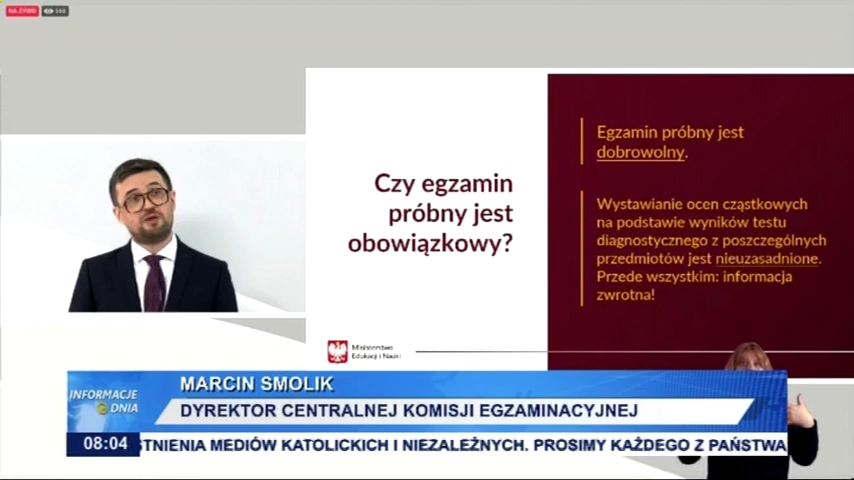 NA ŻYWO
Czy egzamin
próbny jest
obowiązkowy?
Egzamin próbny jest
dobrowolny.
Wystawianie ocen cząstkowych
na podstawie wyników testu
diagnostycznego z poszczególnych
przedmiotów jest nieuzasadnione.
Przede wszystkim: informacja
zwrotna!
Ministerstwo
Edukacji i Nauki
INFORMACJE
DNIA
MARCIN SMOLIK
DYREKTOR CENTRALNEJ KOMISJI EGZAMINACYJNEJ
08:04
STNIENIA MEDIÓW KATOLICKICH I NIEZALEŻNYCH. PROSIMY KAŻDEGO Z PAŃSTWA